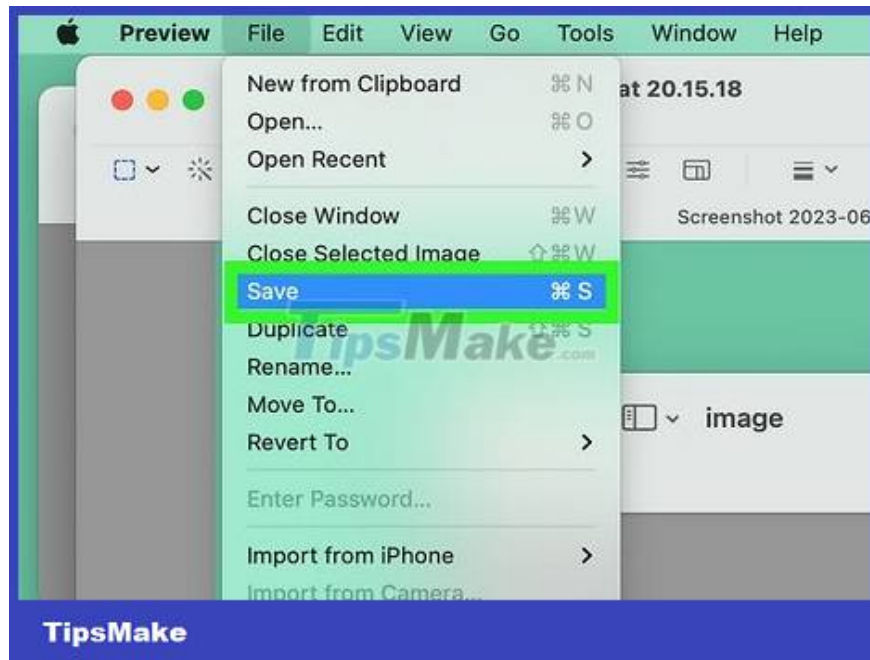 Preview File Edit View Go Tools Window Help
at 20.15.18
New from Clipboard ⌘ N
Open... ⌘ O
Open Recent >
Close Window ⌘ W
Screenshot 2023-06
Close Selected Image ⇧ ⌘ W
Save ⌘ S
Duplicate ⇧ ⌘ S
TipsMake.com
Rename...
Move To...
image
Revert To >
Enter Password...
Import from iPhone >
Import from Camera...
TipsMake